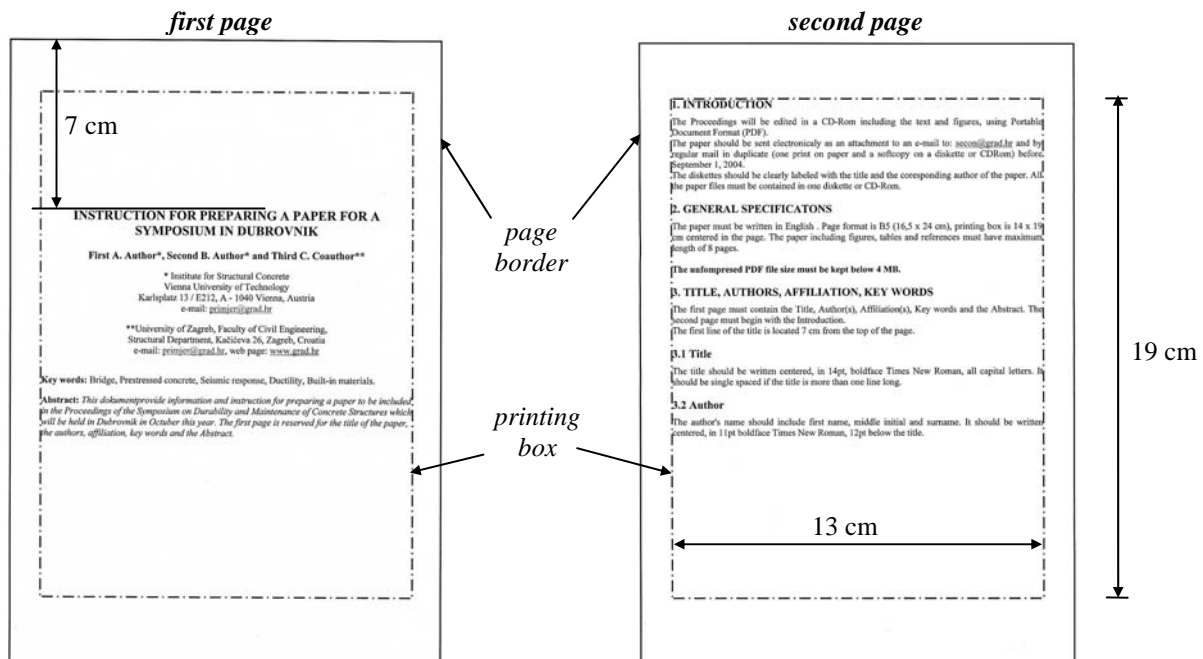 first page
second page
7 cm
INSTRUCTION FOR PREPARING A PAPER FOR A
SYMPOSIUM IN DUBROVNIK
First A. Author*, Second B. Author* and Third C. Coauthor**
* Institute for Structural Concrete
Vienna University of Technology
Karlsplatz 13 / E212, A - 1040 Vienna, Austria
e-mail: primjer@grad.hr
**University of Zagreb, Faculty of Civil Engineering,
Structural Department, Kačićeva 26, Zagreb, Croatia
e-mail: primjer@grad.hr, web page: www.grad.hr
Key words: Bridge, Prestressed concrete, Seismic response, Ductility, Built-in materials.
Abstract: This dokumentprovide information and instruction for preparing a paper to be included
in the Proceedings of the Symposium on Durability and Maintenance of Concrete Structures which
will be held in Dubrovnik in Octuber this year. The first page is reserved for the title of the paper,
the authors, affiliation, key words and the Abstract.
page
border
printing
box
1. INTRODUCTION
The Proceedings will be edited in a CD-Rom including the text and figures, using Portable
Document Format (PDF).
The paper should be sent electronicaly as an attachment to an e-mail to: secon@grad.hr and by
regular mail in duplicate (one print on paper and a softcopy on a diskette or CDRom) before
September 1, 2004.
The diskettes should be clearly labeled with the title and the coresponding author of the paper. All
the paper files must be contained in one diskette or CD-Rom.
2. GENERAL SPECIFICATONS
The paper must be written in English . Page format is B5 (16,5 x 24 cm), printing box is 14 x 19
cm centered in the page. The paper including figures, tables and references must have maximum
length of 8 pages.
The unfompresed PDF file size must be kept below 4 MB.
3. TITLE, AUTHORS, AFFILIATION, KEY WORDS
The first page must contain the Title, Author(s), Affiliation(s), Key words and the Abstract. The
second page must begin with the Introduction.
The first line of the title is located 7 cm from the top of the page.
3.1 Title
The title should be written centered, in 14pt, boldface Times New Roman, all capital letters. It
should be single spaced if the title is more than one line long.
3.2 Author
The author's name should include first name, middle initial and surname. It should be written
centered, in 11pt boldface Times New Roman, 12pt below the title.
13 cm
19 cm